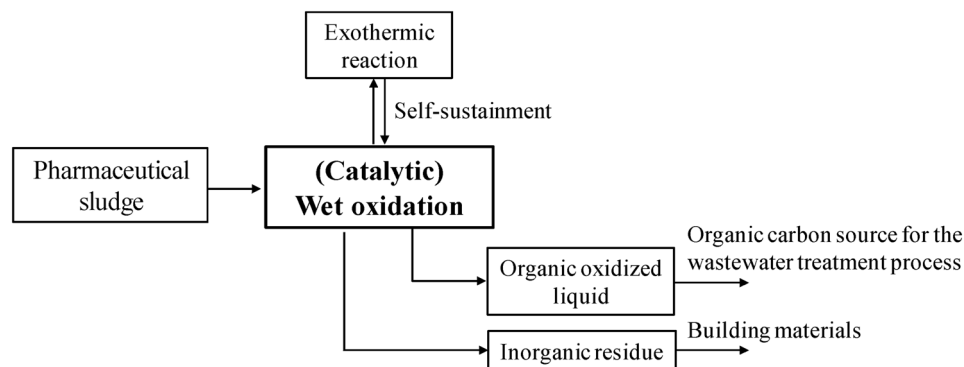 Exothermic
reaction
Self-sustainment
Pharmaceutical
sludge
(Catalytic)
Wet oxidation
Organic carbon source for the
wastewater treatment process
Organic oxidized
liquid
Building materials
Inorganic residue